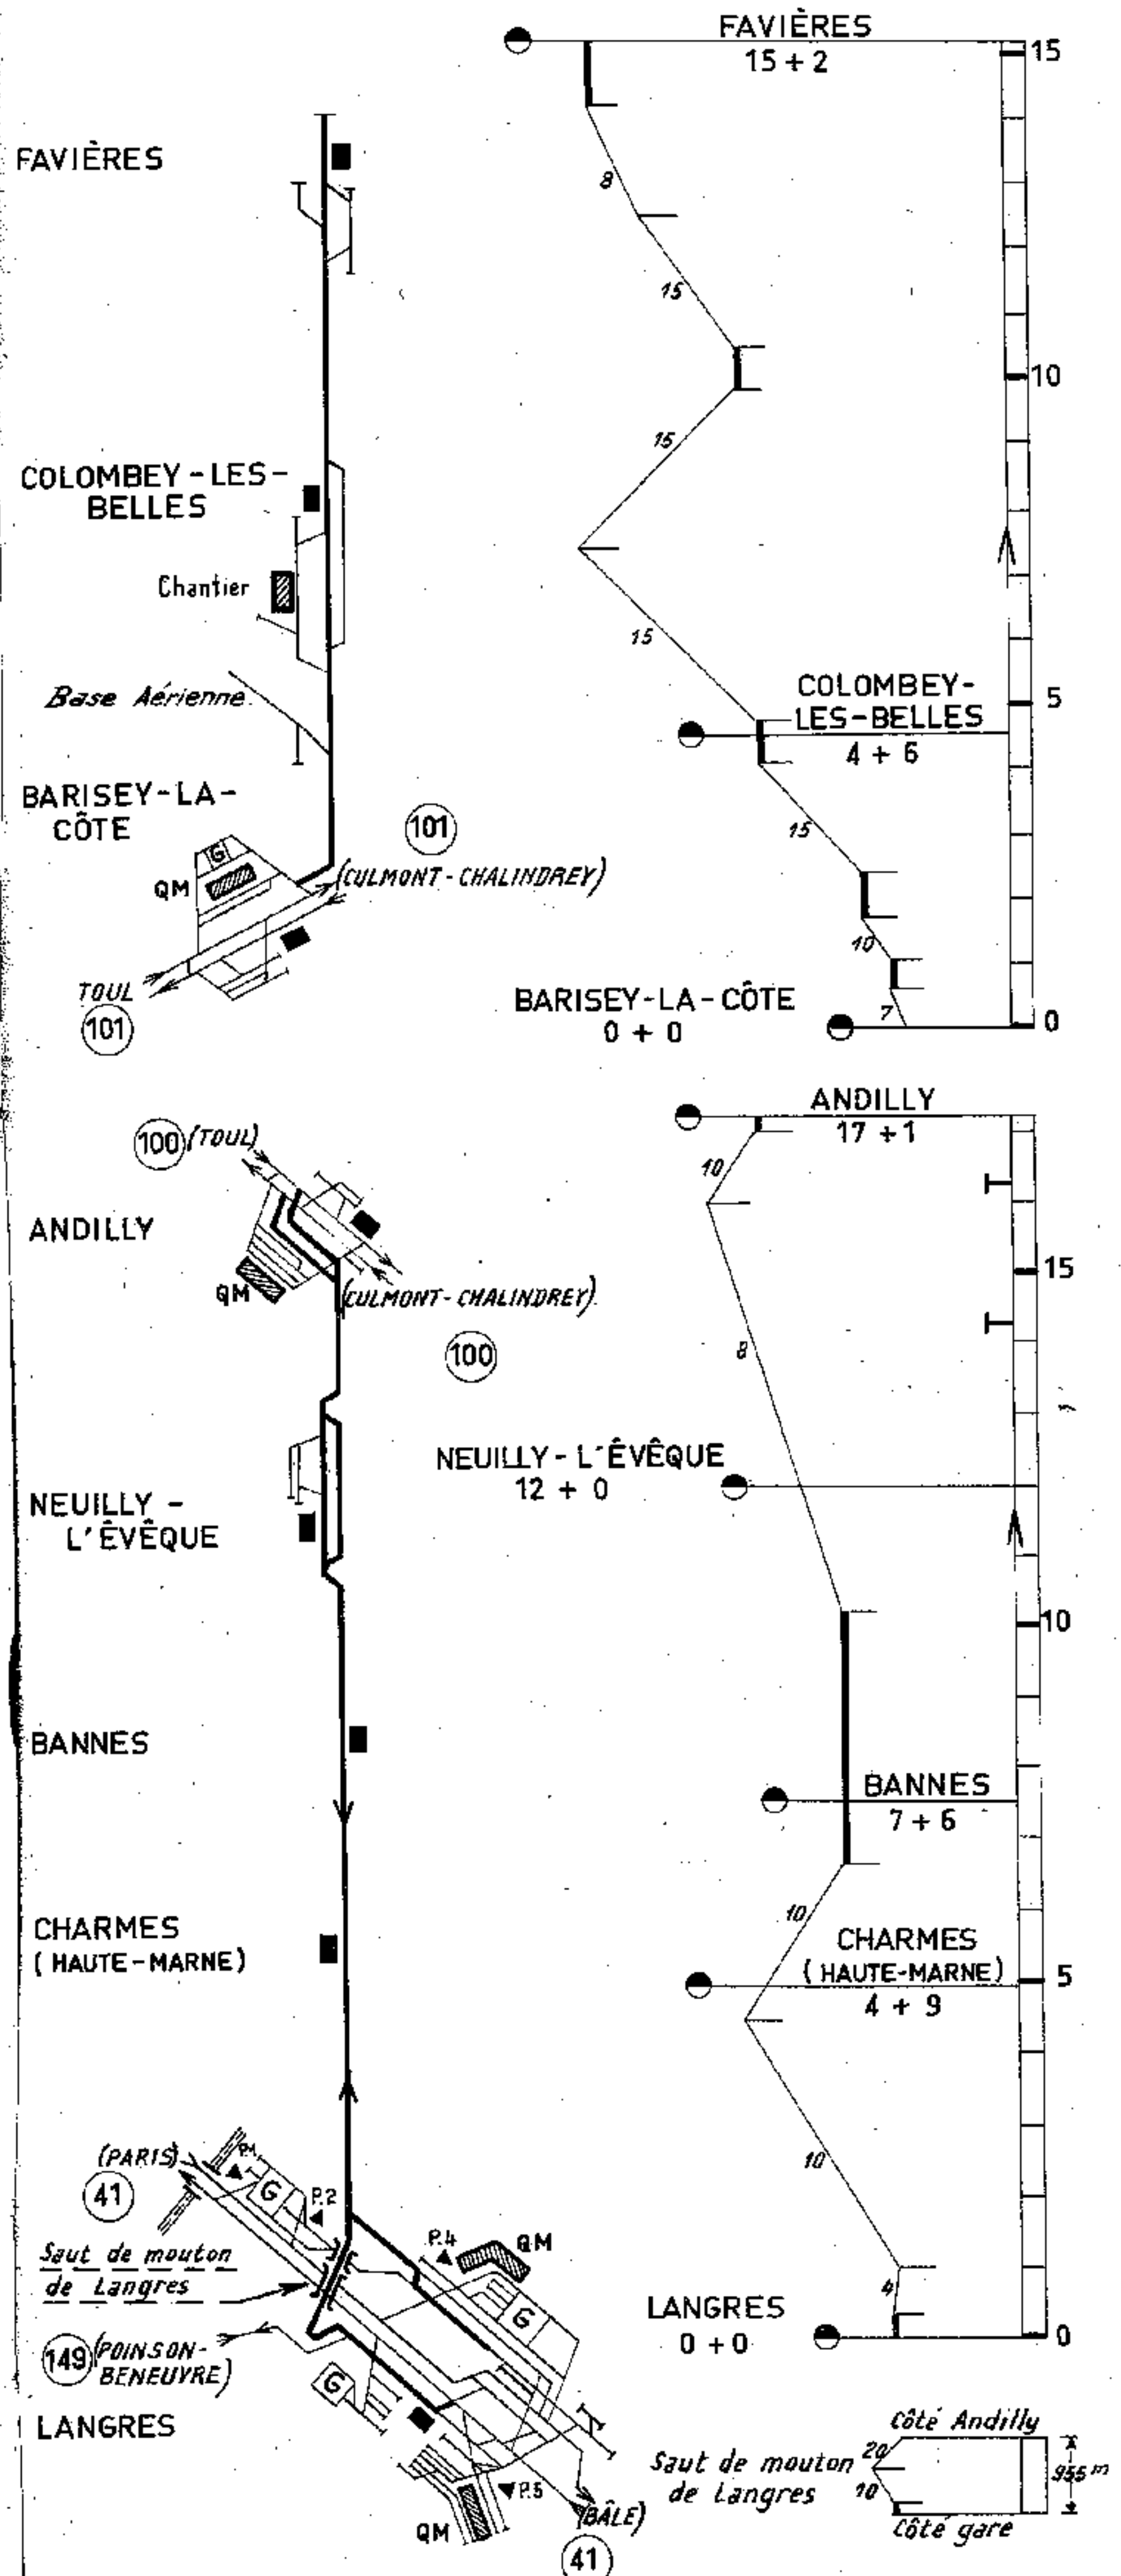 FAVIÈRES
15 + 2
15
FAVIÈRES
8
15
10
15
COLOMBEY - LES -
BELLES
Chantier
15
Base Aérienne
COLOMBEY-
LES-BELLES
4 + 6
5
BARISEY-LA-
CÔTE
101
15
G
QM
(CULMONT-CHALINDREY)
10
TOUL
101
BARISEY-LA-CÔTE
0 + 0
7
0
ANDILLY
17 + 1
100 (TOUL)
10
ANDILLY
QM
(CULMONT-CHALINDREY)
100
15
8
NEUILLY - L'ÉVÊQUE
12 + 0
NEUILLY -
L'ÉVÊQUE
10
BANNES
BANNES
7 + 6
10
CHARMES
(HAUTE-MARNE)
CHARMES
(HAUTE-MARNE)
4 + 9
5
10
(PARIS)
41
P.1
G
P.2
P.4
QM
G
Saut de mouton
de Langres
4
LANGRES
0 + 0
0
149 (POINSON-
BENEUVRE)
G
LANGRES
P.5
QM
(BÂLE)
41
Côté Andilly
Saut de mouton
de Langres
20
10
955 m
Côté gare